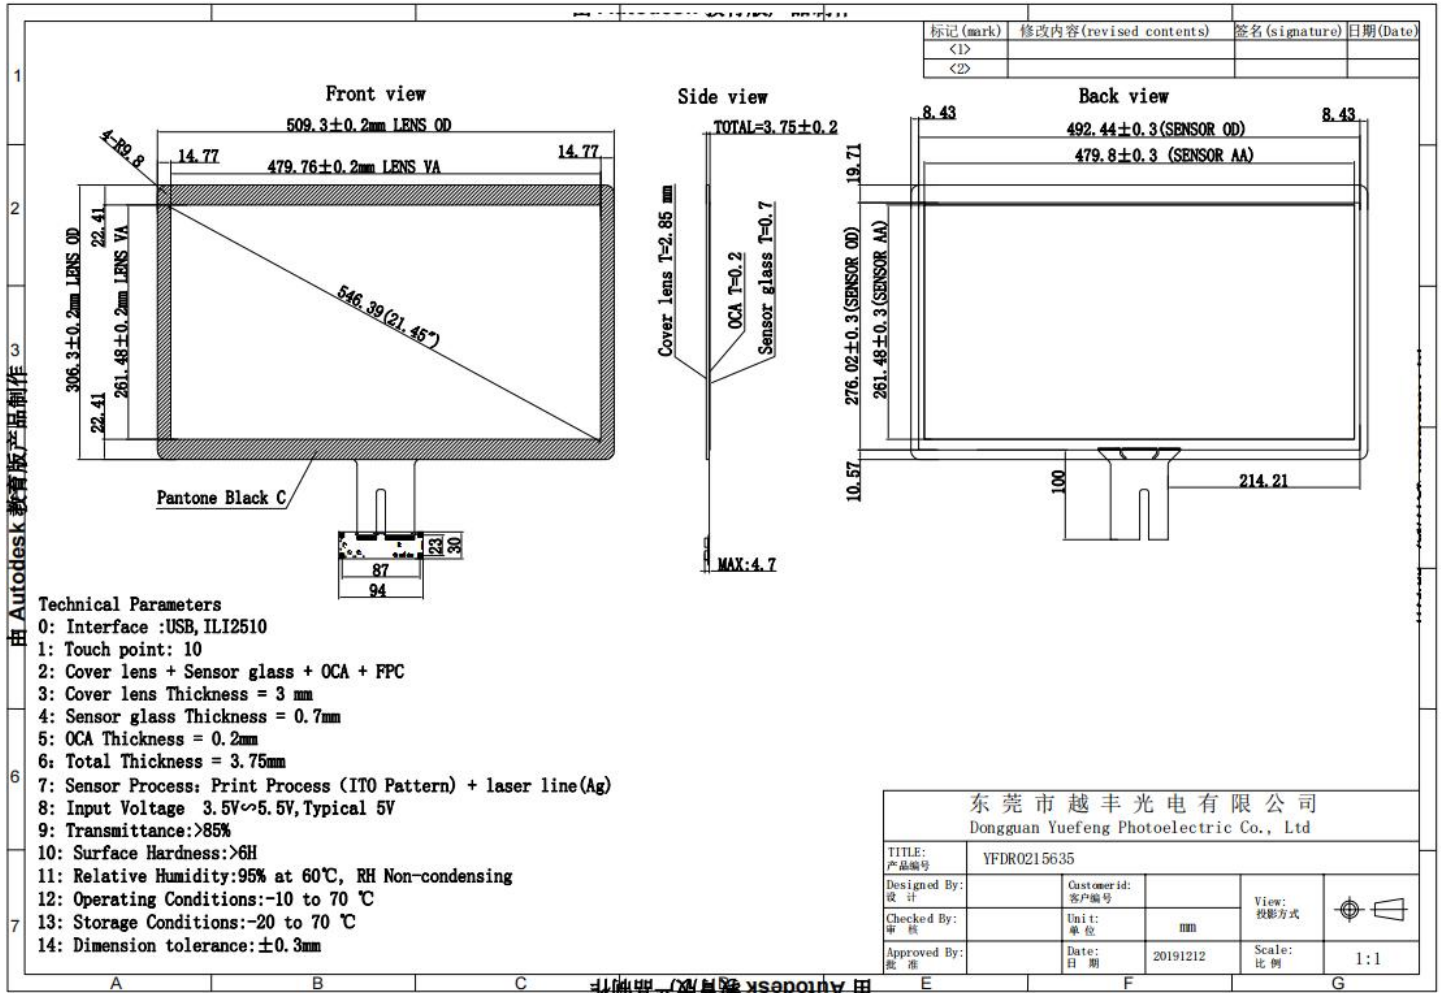 标记(mark) 修改内容(revised contents) 签名(signature) 日期(Date)
<1>
<2>
1
2
3
6
7
Front view
509.3±0.2mm LENS OD
479.76±0.2mm LENS VA
14.77
14.77
4-R9.8
306.3±0.2mm LENS OD
261.48±0.2mm LENS VA
22.41
22.41
546.39(21.45")
Pantone Black C
23
30
87
94
Side view
TOTAL=3.75±0.2
Cover lens T=2.85 mm
OCA T=0.2
Sensor glass T=0.7
MAX:4.7
Back view
8.43
8.43
492.44±0.3(SENSOR OD)
479.8±0.3 (SENSOR AA)
19.71
276.02±0.3(SENSOR OD)
261.48±0.3(SENSOR AA)
10.57
100
214.21
由 Autodesk 教育版产品制作
Technical Parameters
0: Interface :USB,ILI2510
1: Touch point: 10
2: Cover lens + Sensor glass + OCA + FPC
3: Cover lens Thickness = 3 mm
4: Sensor glass Thickness = 0.7mm
5: OCA Thickness = 0.2mm
6: Total Thickness = 3.75mm
7: Sensor Process: Print Process (ITO Pattern) + laser line(Ag)
8: Input Voltage 3.5V∽5.5V,Typical 5V
9: Transmittance:>85%
10: Surface Hardness:>6H
11: Relative Humidity:95% at 60℃, RH Non-condensing
12: Operating Conditions:-10 to 70 ℃
13: Storage Conditions:-20 to 70 ℃
14: Dimension tolerance:±0.3mm
东莞市越丰光电有限公司
Dongguan Yuefeng Photoelectric Co., Ltd
TITLE: YFDR0215635
产品编号
Designed By:
设 计
Customerid:
客户编号
View:
投影方式
Checked By:
审 核
Unit: mm
单 位
Approved By:
批 准
Date: 20191212
日 期
Scale: 1:1
比 例
A B C E F G
由 Autodesk 教育版产品制作